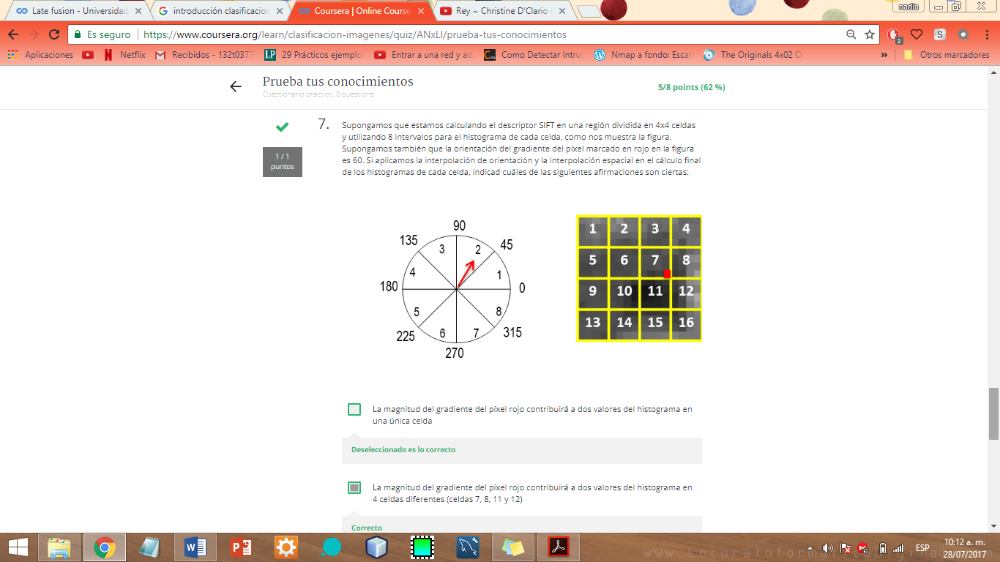 Late fusion - Universidad
introducción clasificacion
Coursera | Online Course
Rey ~ Christine D'Clario
nadia
Es seguro
https://www.coursera.org/learn/clasificacion-imagenes/quiz/ANxLI/prueba-tus-conocimientos
2
Aplicaciones
Netflix
Recibidos - 132t0377
29 Prácticos ejemplo
Entrar a una red y ad
Como Detectar Intrus
Nmap a fondo: Escan
The Originals 4x02 O
»
Otros marcadores
Prueba tus conocimientos
Cuestionario práctico, 8 questions
5/8 points (62 %)
1 / 1
puntos
7.
Supongamos que estamos calculando el descriptor SIFT en una región dividida en 4x4 celdas
y utilizando 8 intervalos para el histograma de cada celda, como nos muestra la figura.
Supongamos también que la orientación del gradiente del píxel marcado en rojo en la figura
es 60. Si aplicamos la interpolación de orientación y la interpolación espacial en el cálculo final
de los histogramas de cada celda, indicad cuáles de las siguientes afirmaciones son ciertas:
90
135
45
3
2
4
1
180
0
5
8
225
6
7
315
270
1 2 3 4
5 6 7 8
9 10 11 12
13 14 15 16
La magnitud del gradiente del píxel rojo contribuirá a dos valores del histograma en
una única celda
Deseleccionado es lo correcto
La magnitud del gradiente del píxel rojo contribuirá a dos valores del histograma en
4 celdas diferentes (celdas 7, 8, 11 y 12)
Correcto
ESP
10:12 a. m.
28/07/2017